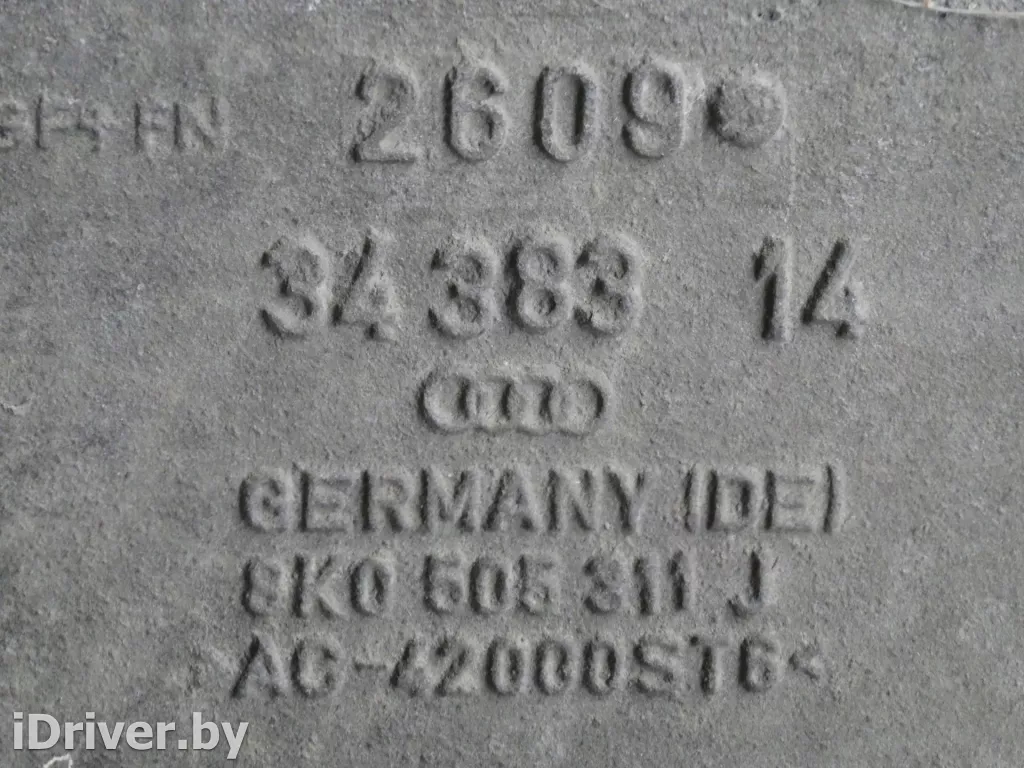 2609
34 383 14
GERMANY (DE)
8K0 505 311 J
>AC-42000ST6<
iDriver.by